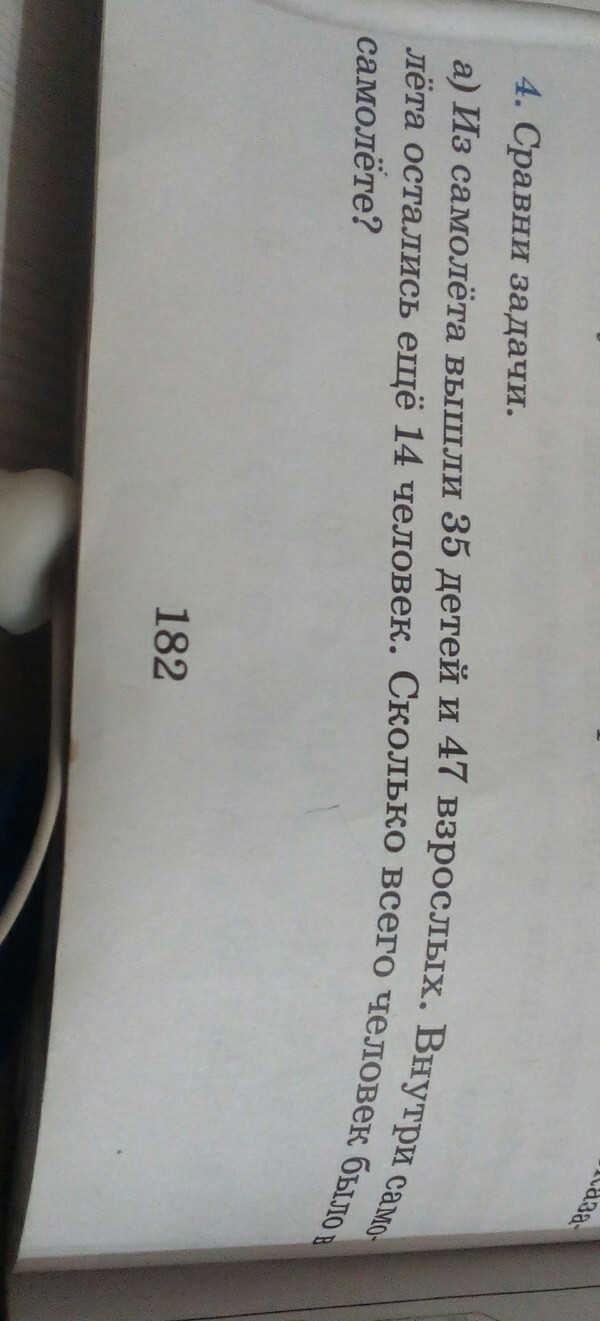 4. Сравни задачи.
а) Из самолёта вышли 35 детей и 47 взрослых. Внутри само-
лёта остались ещё 14 человек. Сколько всего человек было в
самолёте?
182